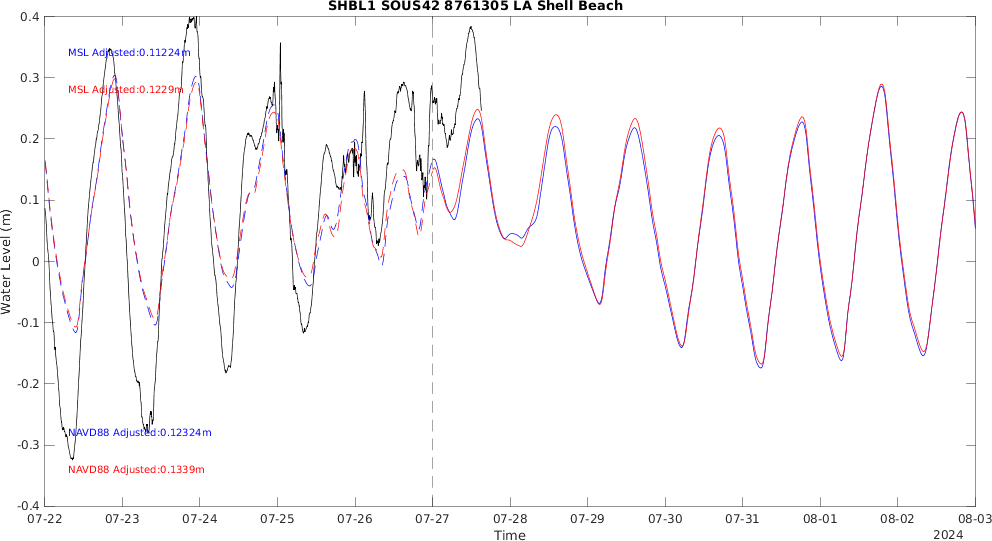 SHBL1 SOUS42 8761305 LA Shell Beach
0.4
0.3
0.2
0.1
0
-0.1
-0.2
-0.3
-0.4
Water Level (m)
MSL Adjusted:0.11224m
MSL Adjusted:0.1229m
NAVD88 Adjusted:0.12324m
NAVD88 Adjusted:0.1339m
07-22 07-23 07-24 07-25 07-26 07-27 07-28 07-29 07-30 07-31 08-01 08-02 08-03
Time
2024